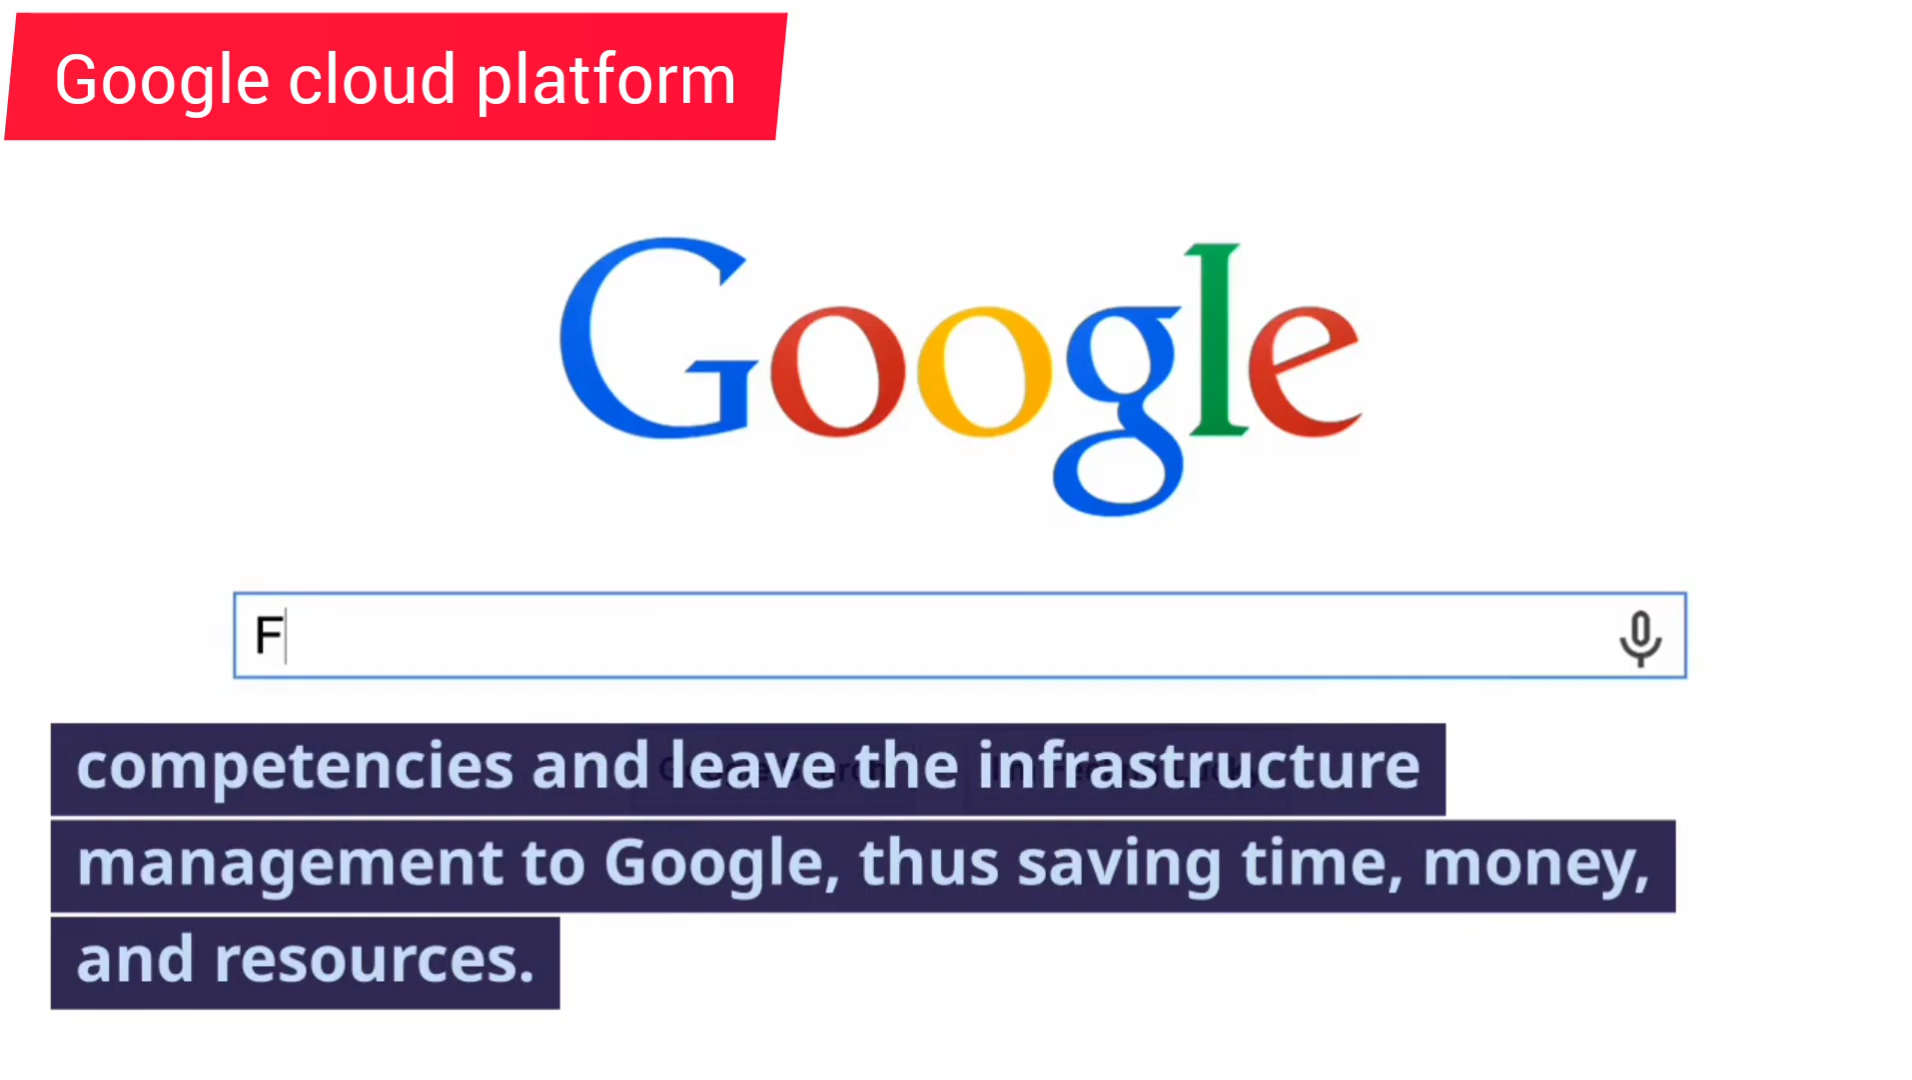 Google cloud platform
Google
F
competencies and leave the infrastructure
management to Google, thus saving time, money,
and resources.